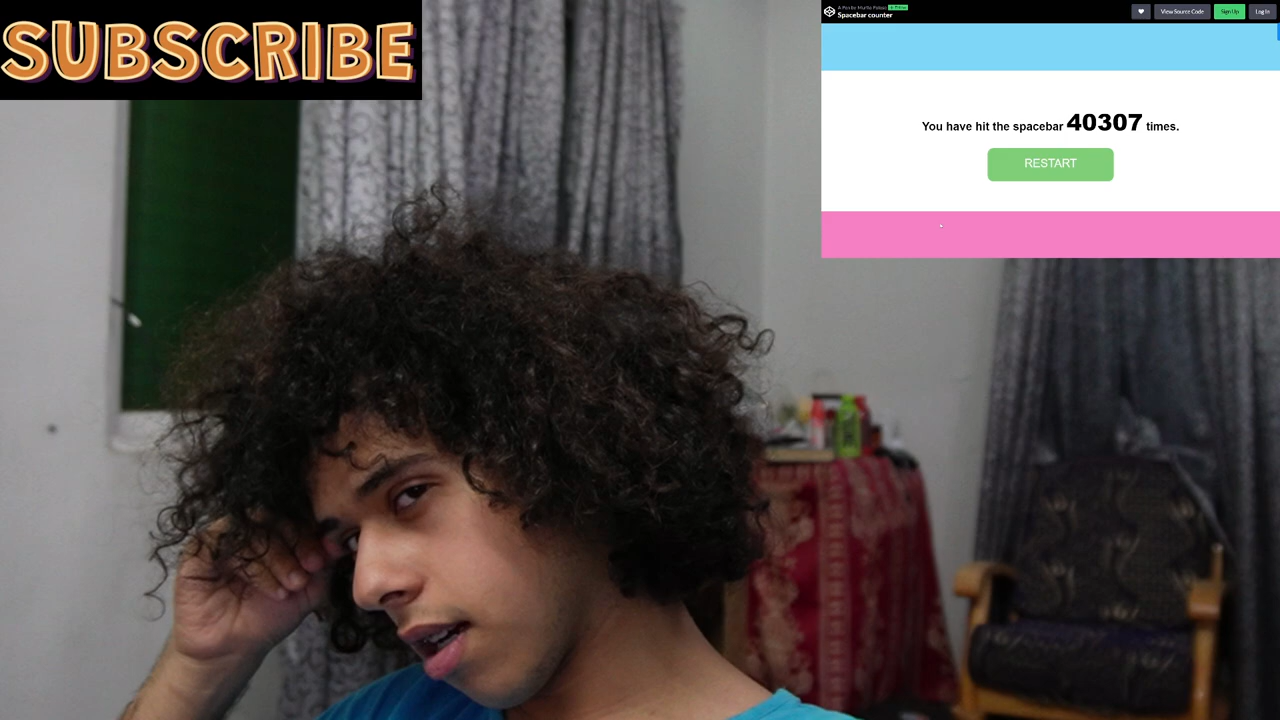 SUBSCRIBE
Spacebar counter
View Source Code
Sign Up
Log In
You have hit the spacebar 40307 times.
RESTART